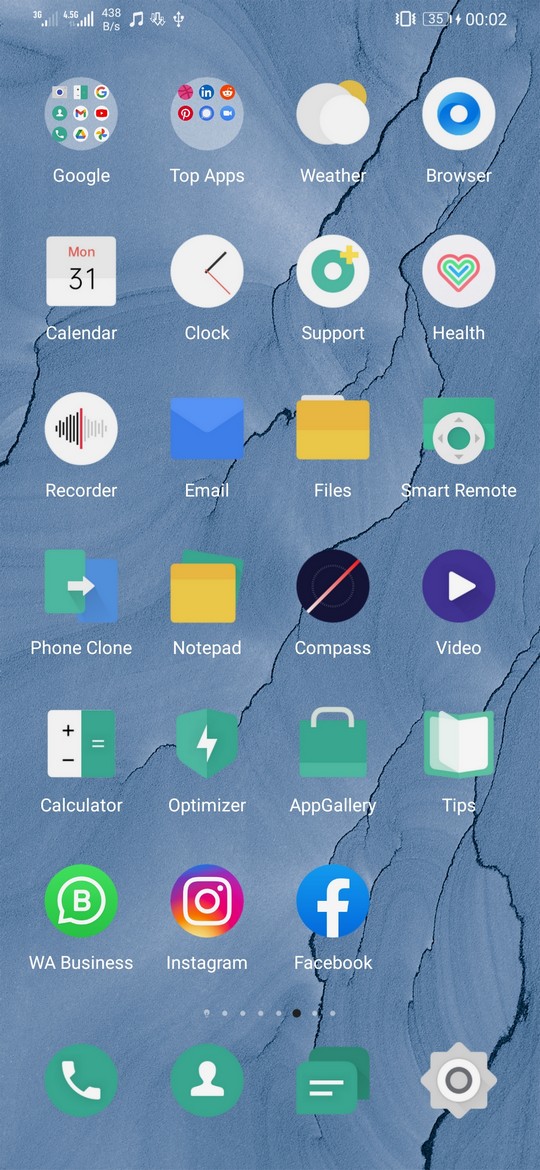 3G 4.5G 438 B/s 35 00:02
Google Top Apps Weather Browser
Mon
31
Calendar Clock Support Health
Recorder Email Files Smart Remote
Phone Clone Notepad Compass Video
Calculator Optimizer AppGallery Tips
WA Business Instagram Facebook